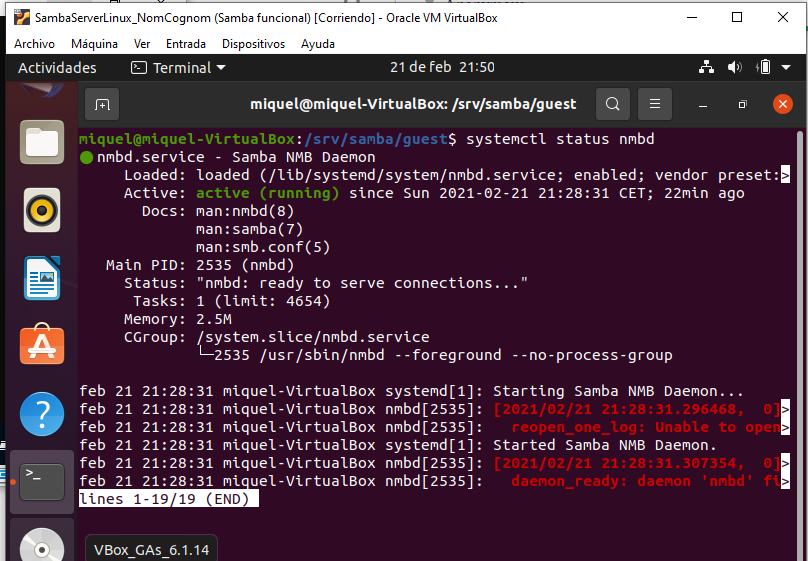 SambaServerLinux_NomCognom (Samba funcional) [Corriendo] - Oracle VM VirtualBox
Archivo Máquina Ver Entrada Dispositivos Ayuda
Actividades Terminal 21 de feb 21:50
miquel@miquel-VirtualBox: /srv/samba/guest
miquel@miquel-VirtualBox:/srv/samba/guest$ systemctl status nmbd
nmbd.service - Samba NMB Daemon
Loaded: loaded (/lib/systemd/system/nmbd.service; enabled; vendor preset:>
Active: active (running) since Sun 2021-02-21 21:28:31 CET; 22min ago
Docs: man:nmbd(8)
man:samba(7)
man:smb.conf(5)
Main PID: 2535 (nmbd)
Status: "nmbd: ready to serve connections..."
Tasks: 1 (limit: 4654)
Memory: 2.5M
CGroup: /system.slice/nmbd.service
└─2535 /usr/sbin/nmbd --foreground --no-process-group
feb 21 21:28:31 miquel-VirtualBox systemd[1]: Starting Samba NMB Daemon...
feb 21 21:28:31 miquel-VirtualBox nmbd[2535]: [2021/02/21 21:28:31.296468,  0]>
feb 21 21:28:31 miquel-VirtualBox nmbd[2535]:   reopen_one_log: Unable to open>
feb 21 21:28:31 miquel-VirtualBox systemd[1]: Started Samba NMB Daemon.
feb 21 21:28:31 miquel-VirtualBox nmbd[2535]: [2021/02/21 21:28:31.307354,  0]>
feb 21 21:28:31 miquel-VirtualBox nmbd[2535]:   daemon_ready: daemon 'nmbd' fi>
lines 1-19/19 (END)
VBox_GAs_6.1.14